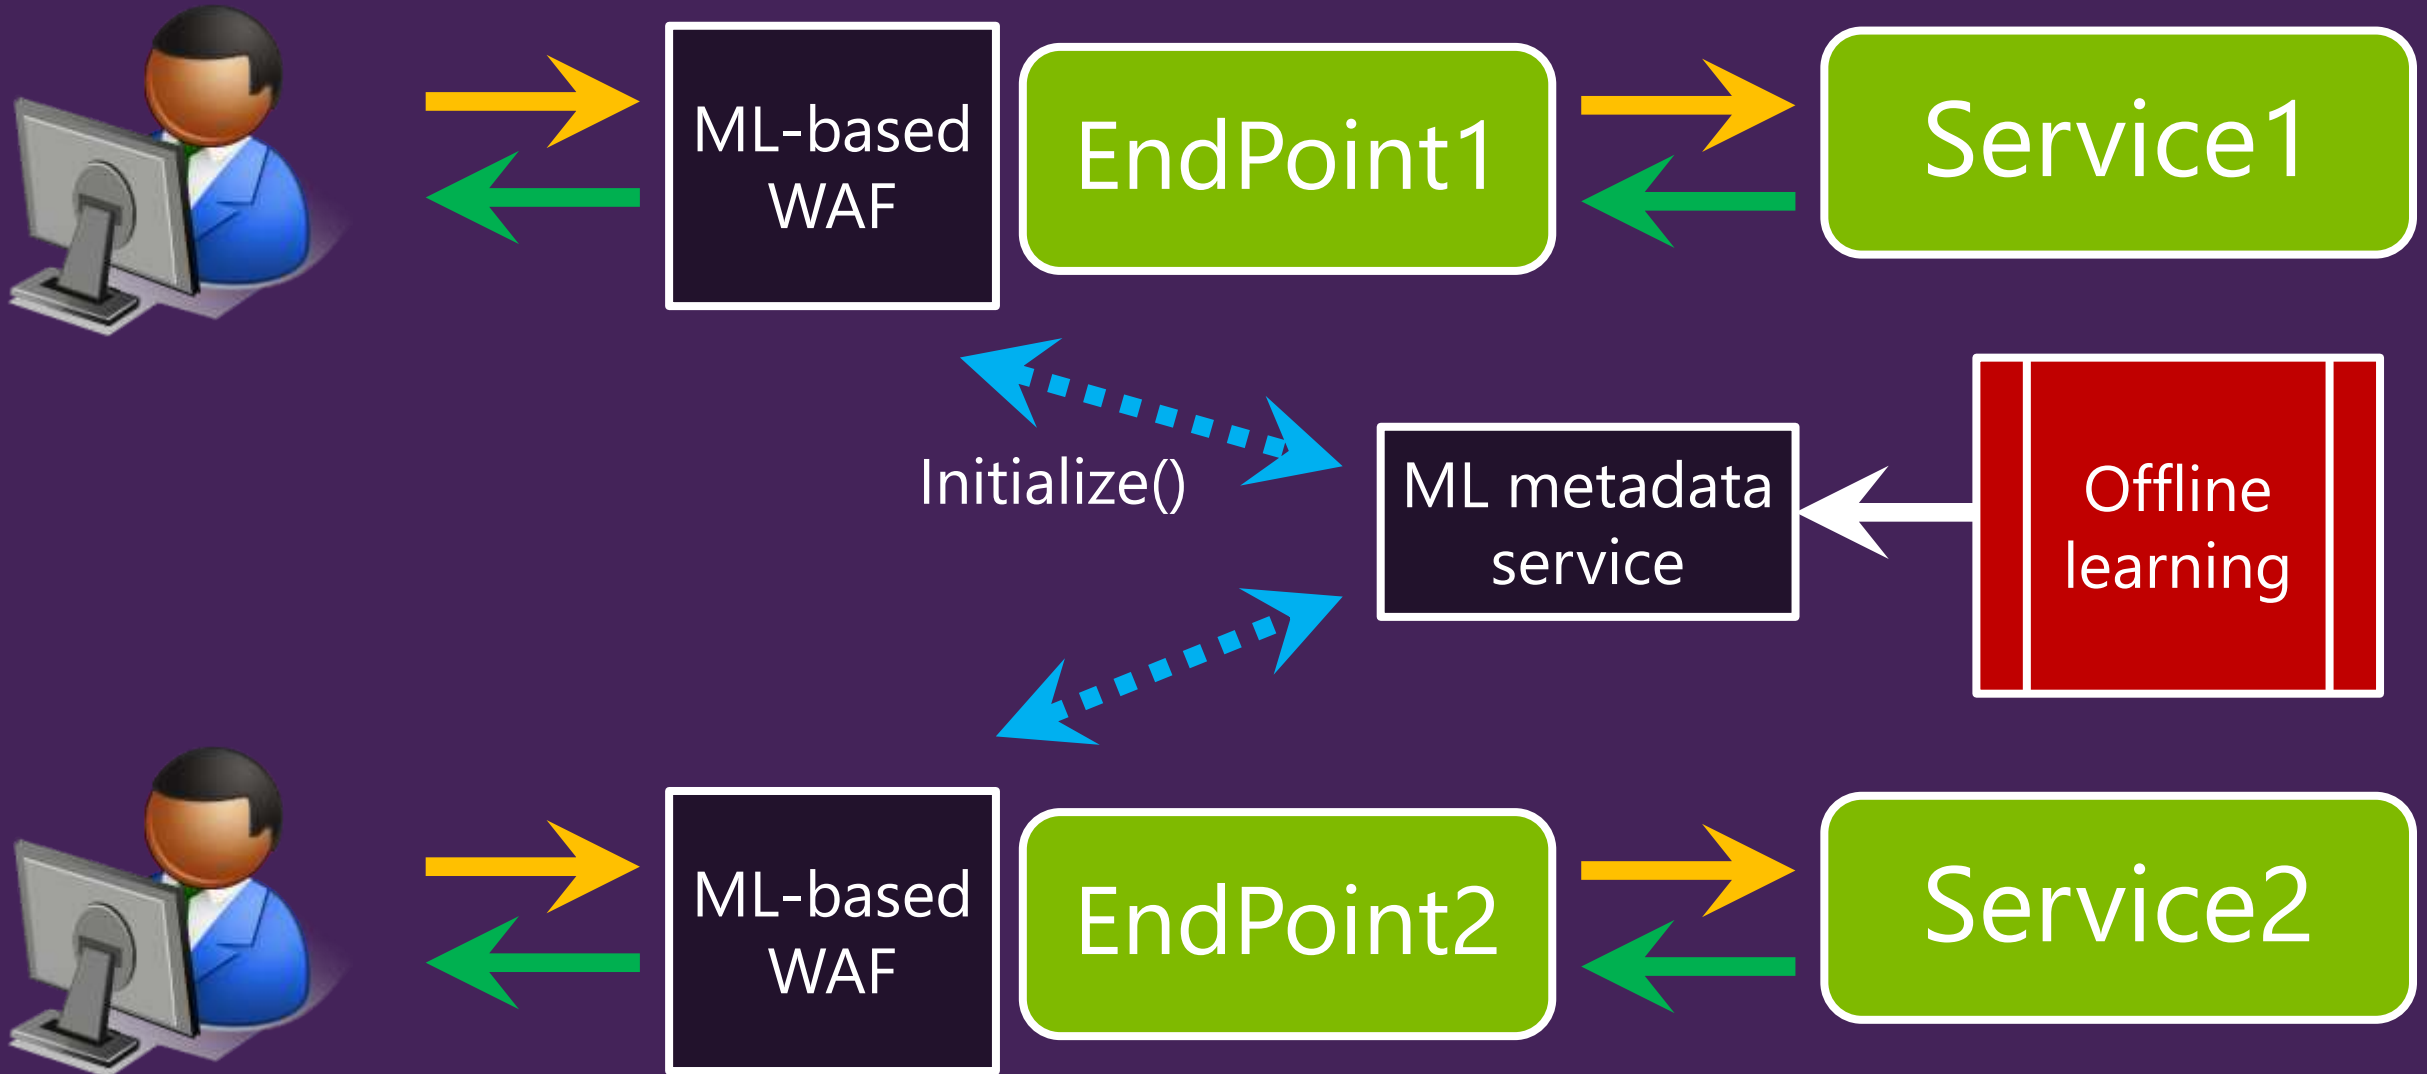 ML-based
WAF
EndPoint1
Service1
Initialize()
ML metadata
service
Offline
learning
ML-based
WAF
EndPoint2
Service2